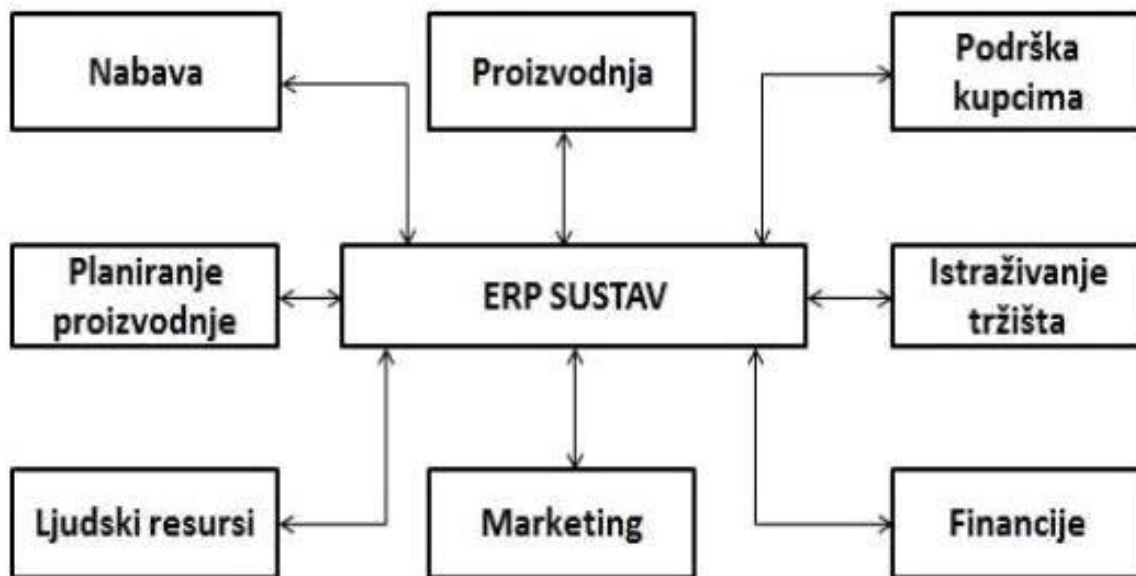 Nabava
Proizvodnja
Podrška
kupcima
Planiranje
proizvodnje
ERP SUSTAV
Istraživanje
tržišta
Ljudski resursi
Marketing
Financije